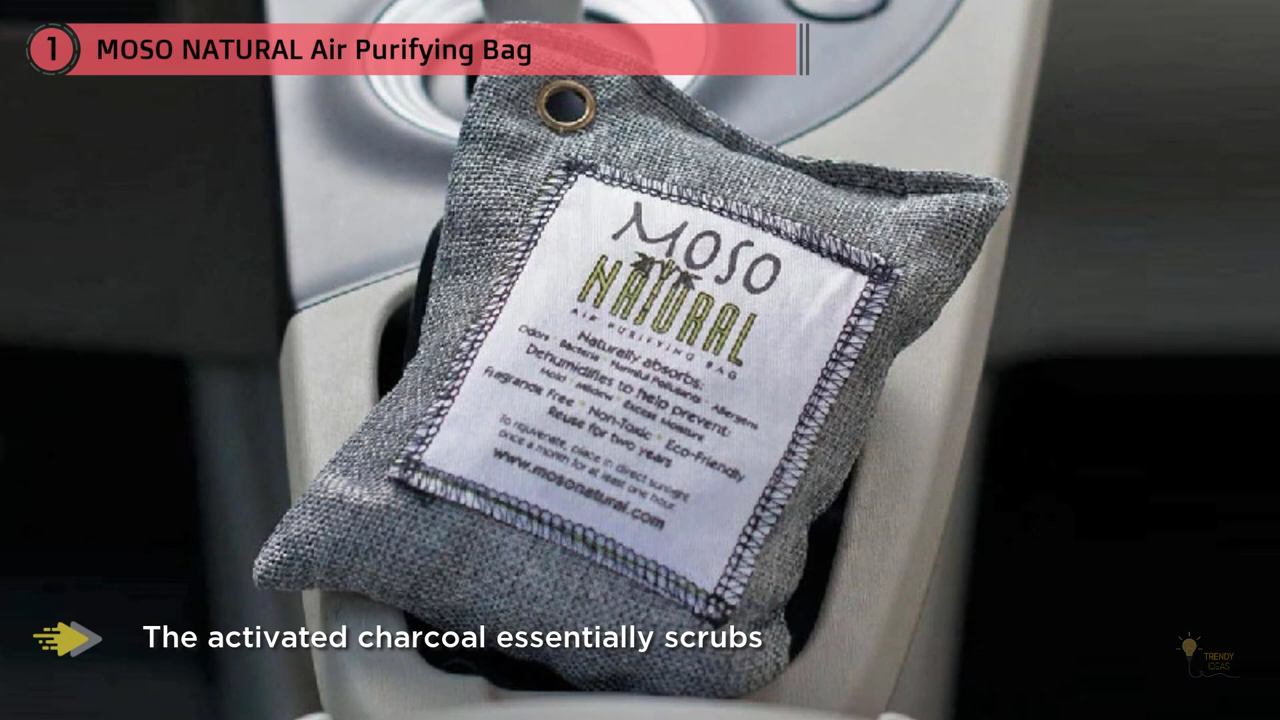 1 MOSO NATURAL Air Purifying Bag
MOSO
NATURAL
AIR PURIFYING BAG
Naturally absorbs:
Odors • Bacteria • Harmful Pollutants • Allergens
Dehumidifies to help prevent:
Mold • Mildew • Excess Moisture
Fragrance Free • Non-Toxic • Eco-Friendly
Reuse for two years
To rejuvenate, place in direct sunlight
once a month for at least one hour
www.mosonatural.com
The activated charcoal essentially scrubs
TRENDY
IDEAS